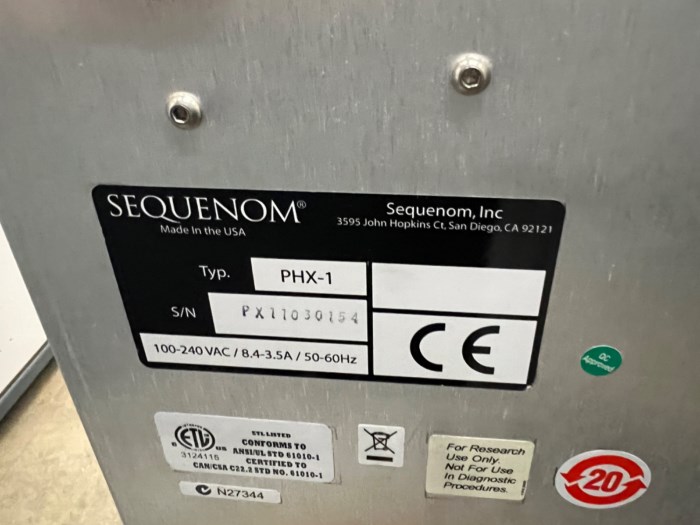 SEQUENOM®
Made in the USA
Sequenom, Inc
3595 John Hopkins Ct, San Diego, CA 92121
Typ.
PHX-1
S/N
PX11030154
100-240 VAC / 8.4-3.5A / 50-60Hz
CE
QC
Approved
ETL
US
3124115
ETL LISTED
CONFORMS TO
ANSI/UL STD 61010-1
CERTIFIED TO
CAN/CSA C22.2 STD NO. 61010-1
N27344
For Research
Use Only.
Not For Use
In Diagnostic
Procedures.
20